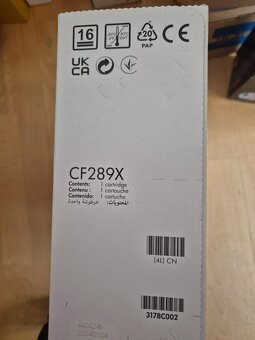 16
20
PAP
UK
CA
CF289X
Contents: 1 cartridge
Contenu : 1 cartouche
Contenido: 1 cartucho
المحتويات: خرطوشة واحدة
(4L) CN
3178C002